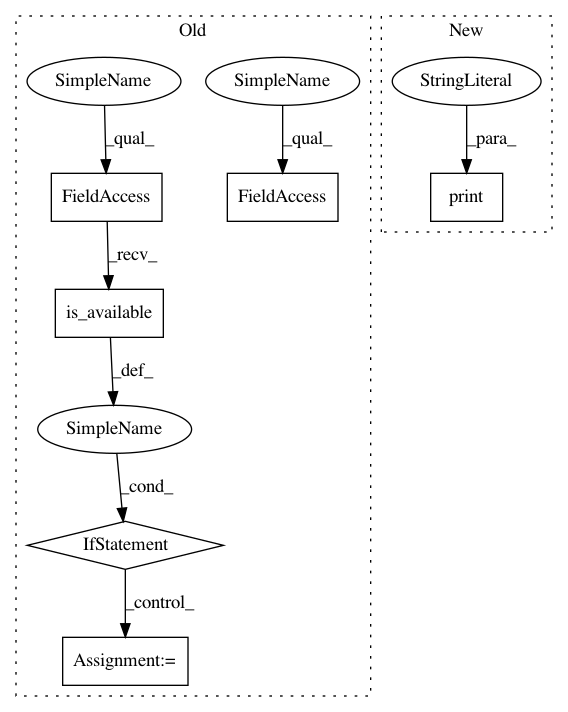 Old
New
SimpleName
SimpleName
StringLiteral
_qual_
_qual_
_para_
FieldAccess
FieldAccess
print
_recv_
is_available
_def_
SimpleName
_cond_
IfStatement
_control_
Assignment:=